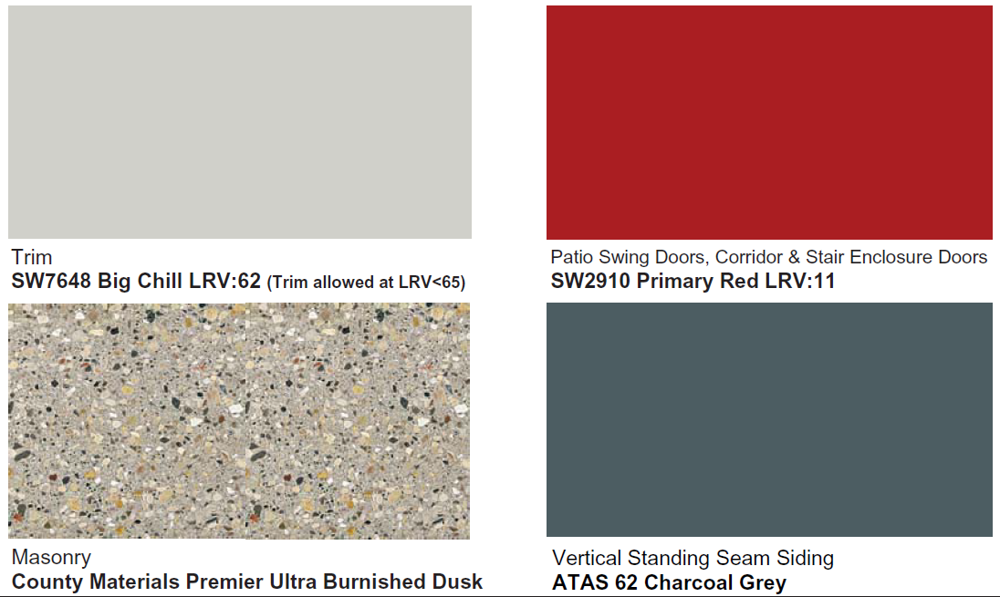 Trim
SW7648 Big Chill LRV:62 (Trim allowed at LRV<65)
Patio Swing Doors, Corridor & Stair Enclosure Doors
SW2910 Primary Red LRV:11
Masonry
County Materials Premier Ultra Burnished Dusk
Vertical Standing Seam Siding
ATAS 62 Charcoal Grey